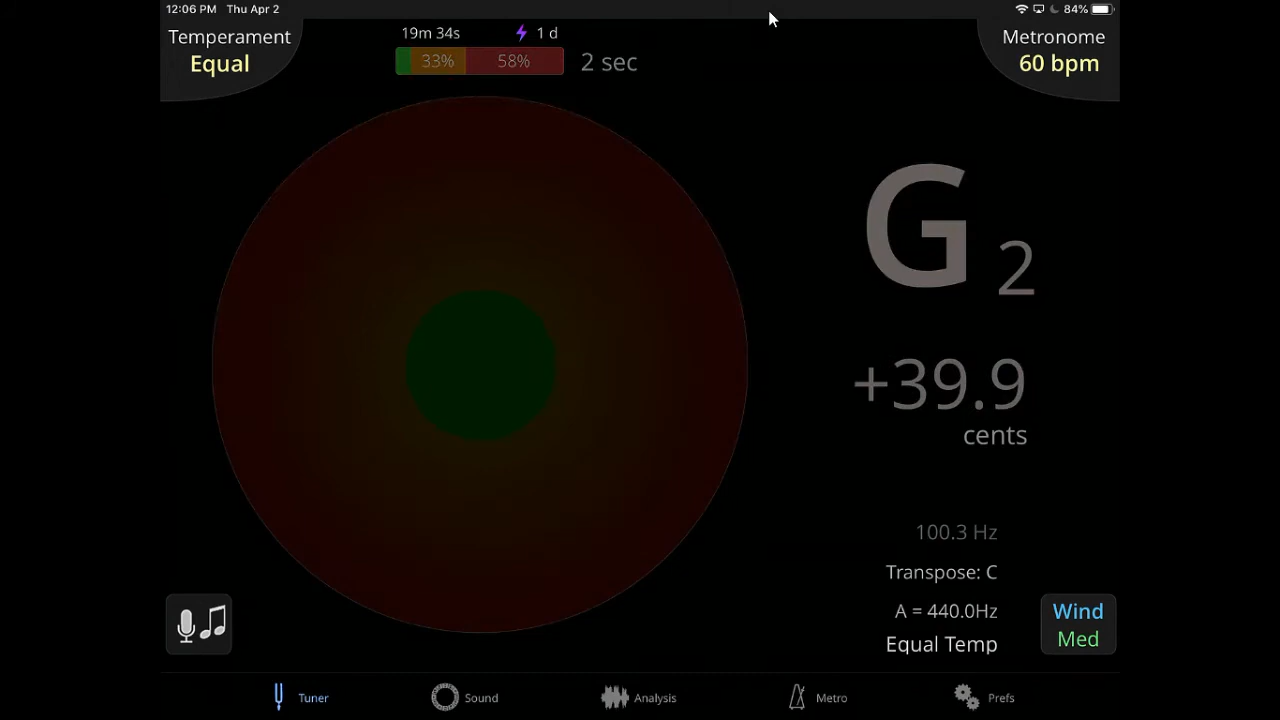 12:06 PM Thu Apr 2
84%
Temperament
Equal
19m 34s 1 d
33% 58% 2 sec
Metronome
60 bpm
G 2
+39.9
cents
100.3 Hz
Transpose: C
A = 440.0Hz
Equal Temp
Wind
Med
Tuner Sound Analysis Metro Prefs